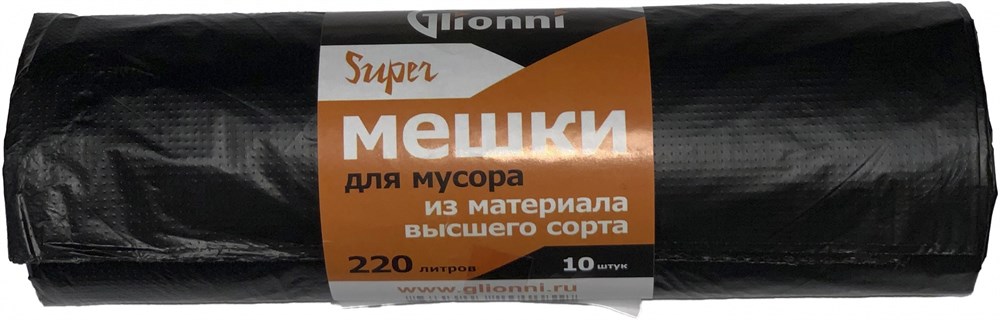 Glionni
Super
мешки
для мусора
из материала
высшего сорта
220 литров 10 штук
www.glionni.ru